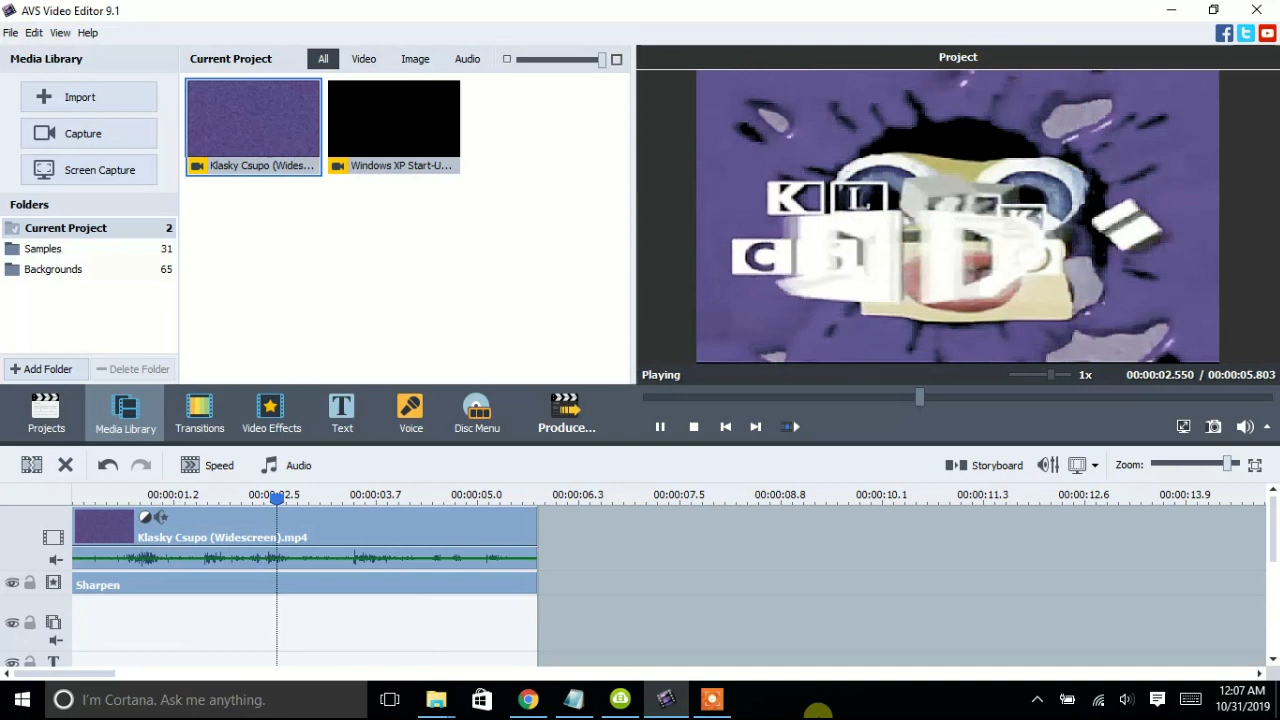 AVS Video Editor 9.1
File Edit View Help
Media Library
Import
Capture
Screen Capture
Folders
Current Project 2
Samples 31
Backgrounds 65
Add Folder
Delete Folder
Current Project All Video Image Audio
Klasky Csupo (Wides...
Windows XP Start-U...
Project
K L
C
Playing 1x 00:00:02.550 / 00:00:05.803
Projects Media Library Transitions Video Effects Text Voice Disc Menu Produce...
Speed Audio Storyboard Zoom:
00:00:01.2 00:00:02.5 00:00:03.7 00:00:05.0 00:00:06.3 00:00:07.5 00:00:08.8 00:00:10.1 00:00:11.3 00:00:12.6 00:00:13.9
Klasky Csupo (Widescreen).mp4
Sharpen
T
I'm Cortana. Ask me anything.
12:07 AM
10/31/2019